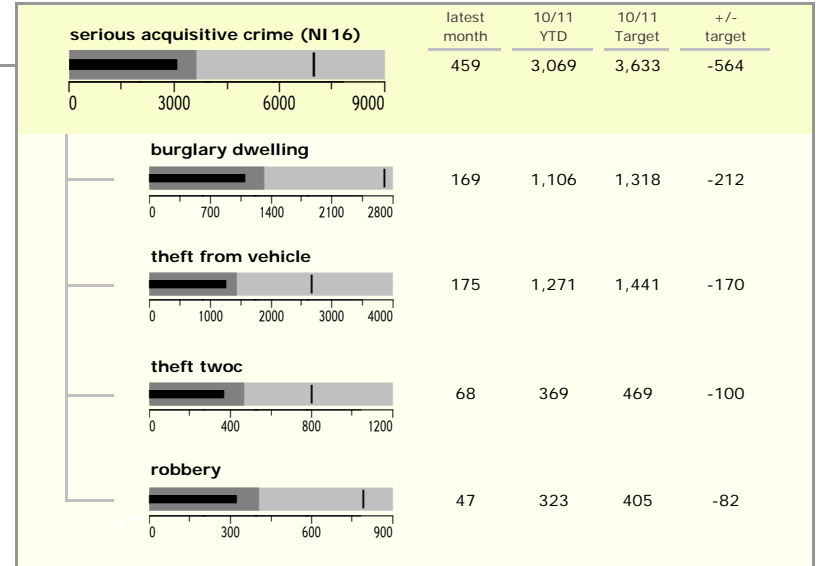 latest 10/11 10/11 +/-
month YTD Target target
serious acquisitive crime (NI16)
459 3,069 3,633 -564
0 3000 6000 9000
burglary dwelling
169 1,106 1,318 -212
0 700 1400 2100 2800
theft from vehicle
175 1,271 1,441 -170
0 1000 2000 3000 4000
theft twoc
68 369 469 -100
0 400 800 1200
robbery
47 323 405 -82
0 300 600 900